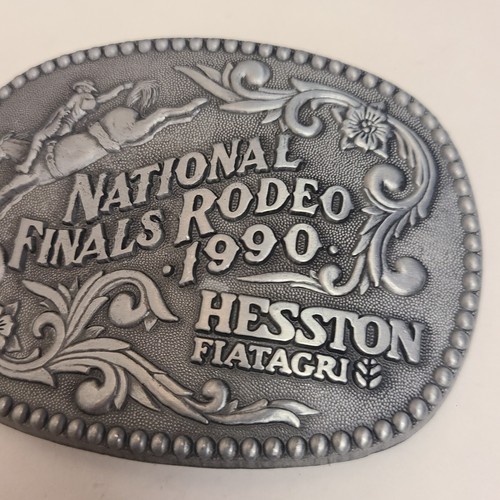 NATIONAL
FINALS RODEO
·1990·
HESSTON
FIATAGRI